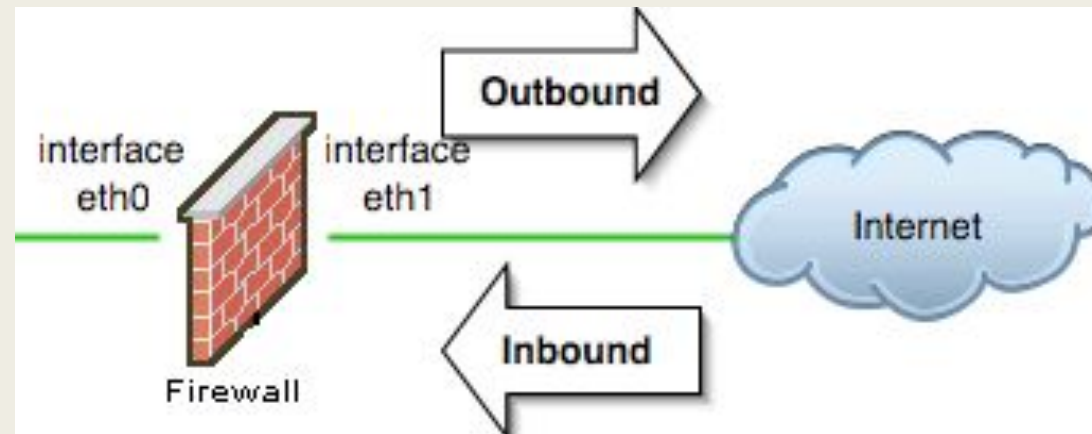 Outbound
interface
eth0
interface
eth1
Internet
Inbound
Firewall